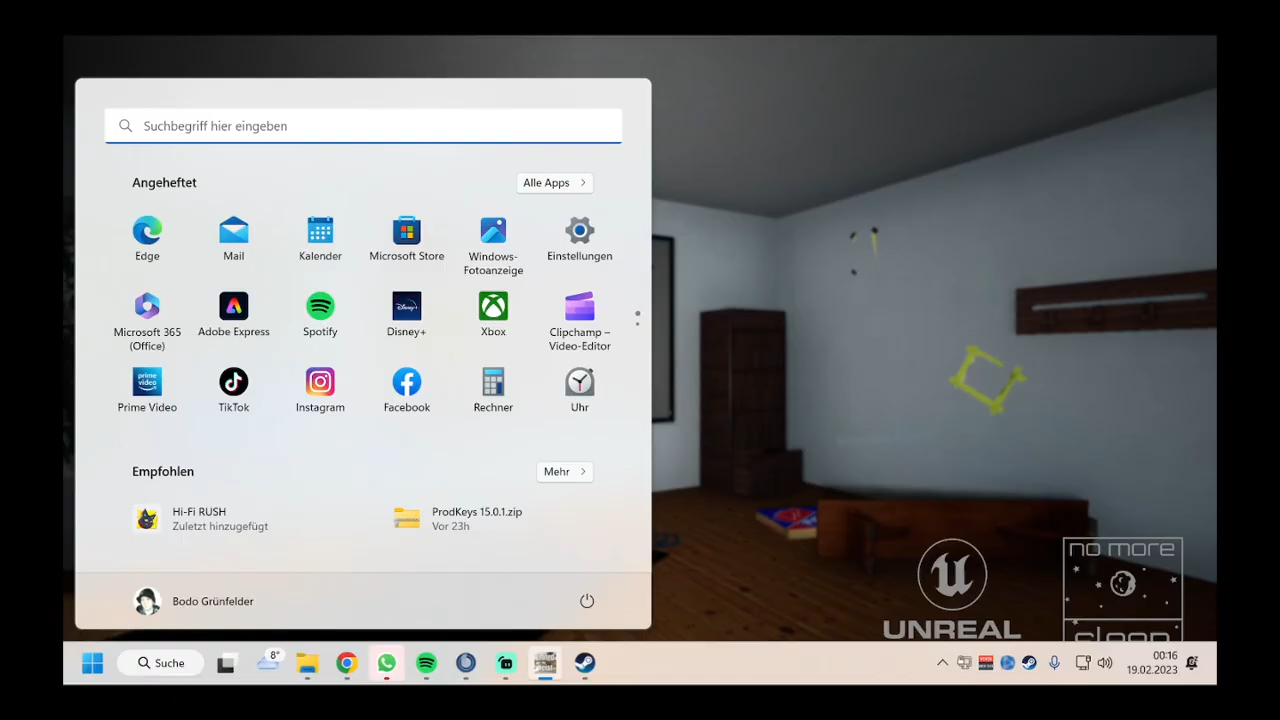 Suchbegriff hier eingeben
Angeheftet
Alle Apps
Edge
Mail
Kalender
Microsoft Store
Windows-
Fotoanzeige
Einstellungen
Microsoft 365
(Office)
Adobe Express
Spotify
Disney+
Xbox
Clipchamp –
Video-Editor
prime
video
Prime Video
TikTok
Instagram
Facebook
Rechner
Uhr
Empfohlen
Mehr
Hi-Fi RUSH
Zuletzt hinzugefügt
ProdKeys 15.0.1.zip
Vor 23h
Bodo Grünfelder
UNREAL
no more
sleep
Suche
8°
00:16
19.02.2023